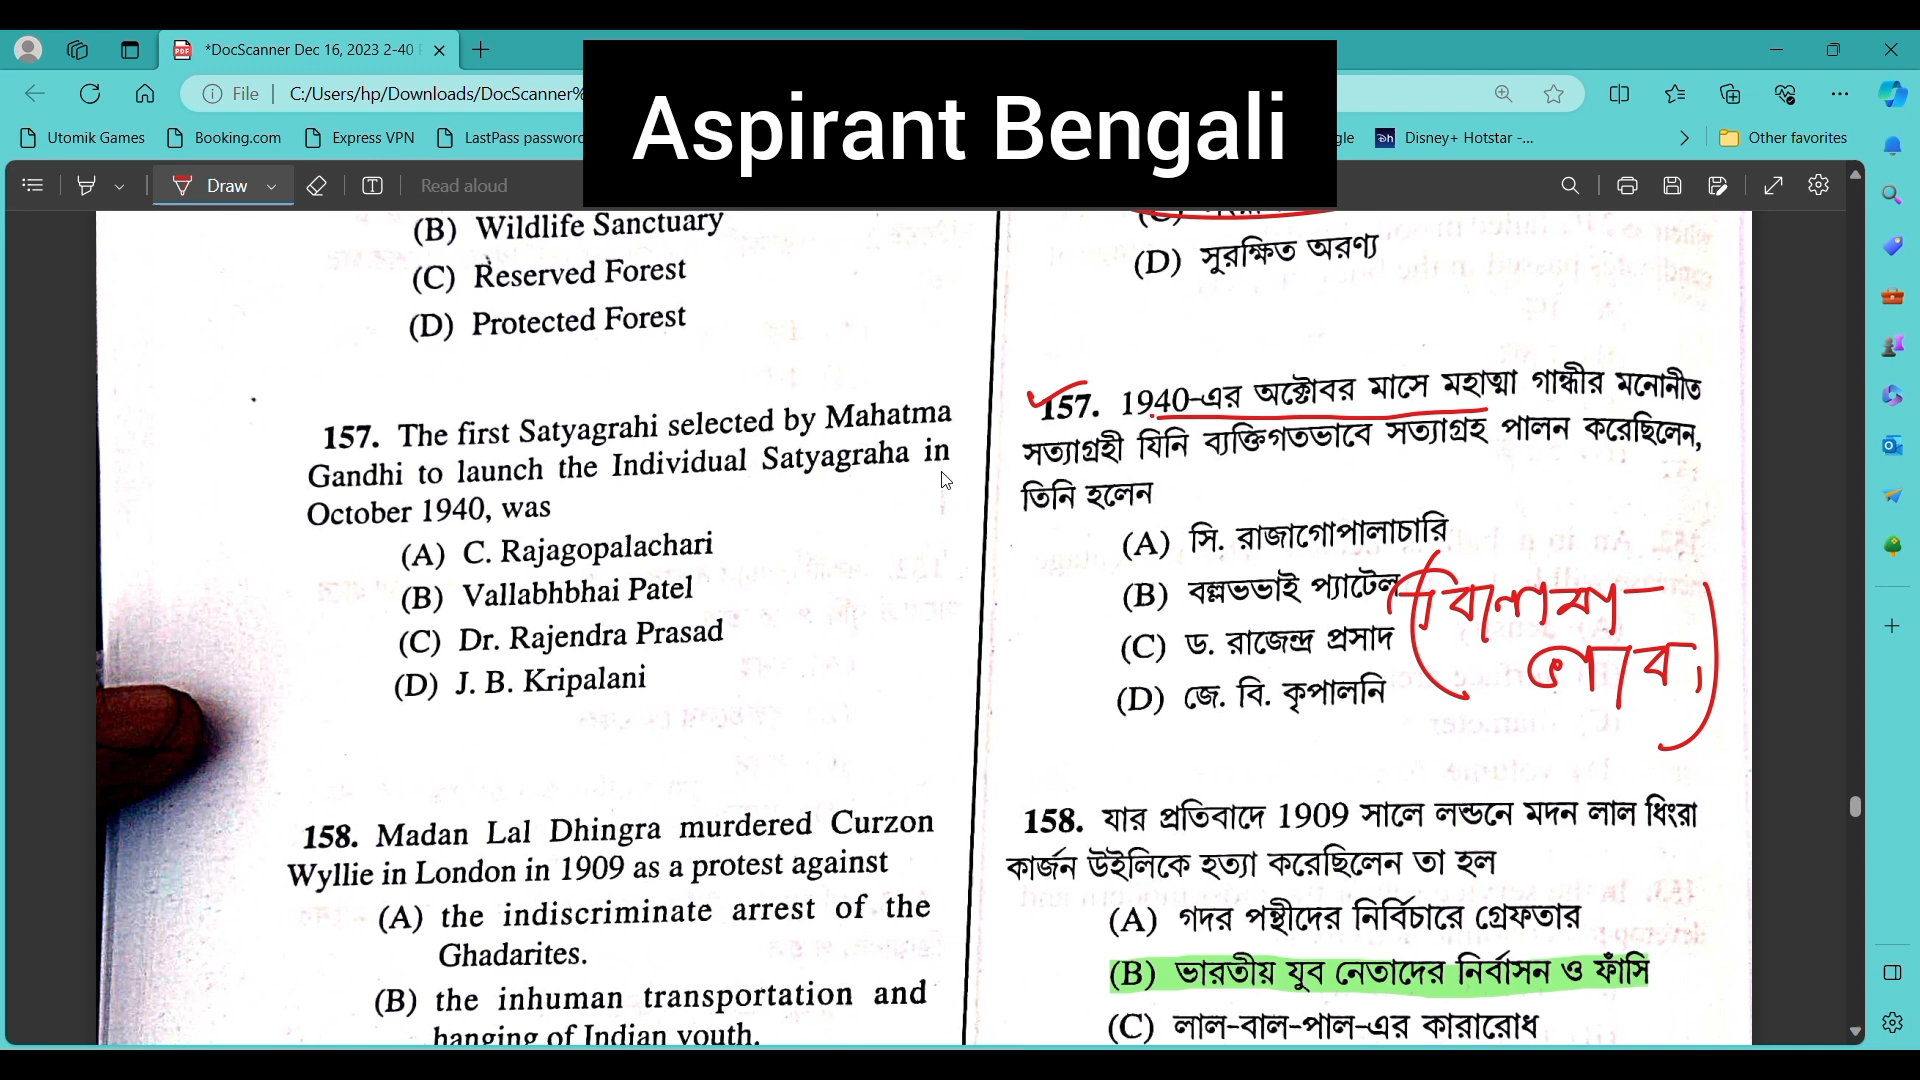 *DocScanner Dec 16, 2023 2-40
File
C:/Users/hp/Downloads/DocScanner%
Aspirant Bengali
Utomik Games
Booking.com
Express VPN
LastPass password
Disney+ Hotstar -...
Other favorites
Draw
Read aloud
(B) Wildlife Sanctuary
(C) Reserved Forest
(D) Protected Forest
157. The first Satyagrahi selected by Mahatma
Gandhi to launch the Individual Satyagraha in
October 1940, was
(A) C. Rajagopalachari
(B) Vallabhbhai Patel
(C) Dr. Rajendra Prasad
(D) J. B. Kripalani
158. Madan Lal Dhingra murdered Curzon
Wyllie in London in 1909 as a protest against
(A) the indiscriminate arrest of the
Ghadarites.
(B) the inhuman transportation and
hanging of Indian youth.
(D) সুরক্ষিত অরণ্য
157. 1940-এর অক্টোবর মাসে মহাত্মা গান্ধীর মনোনীত
সত্যাগ্রহী যিনি ব্যক্তিগতভাবে সত্যাগ্রহ পালন করেছিলেন,
তিনি হলেন
(A) সি. রাজাগোপালাচারি
(B) বল্লভভাই প্যাটেল
(C) ড. রাজেন্দ্র প্রসাদ
(D) জে. বি. কৃপালনি
158. যার প্রতিবাদে 1909 সালে লন্ডনে মদন লাল ধিংরা
কার্জন উইলিকে হত্যা করেছিলেন তা হল
(A) গদর পন্থীদের নির্বিচারে গ্রেফতার
(B) ভারতীয় যুব নেতাদের নির্বাসন ও ফাঁসি
(C) লাল-বাল-পাল-এর কারারোধ